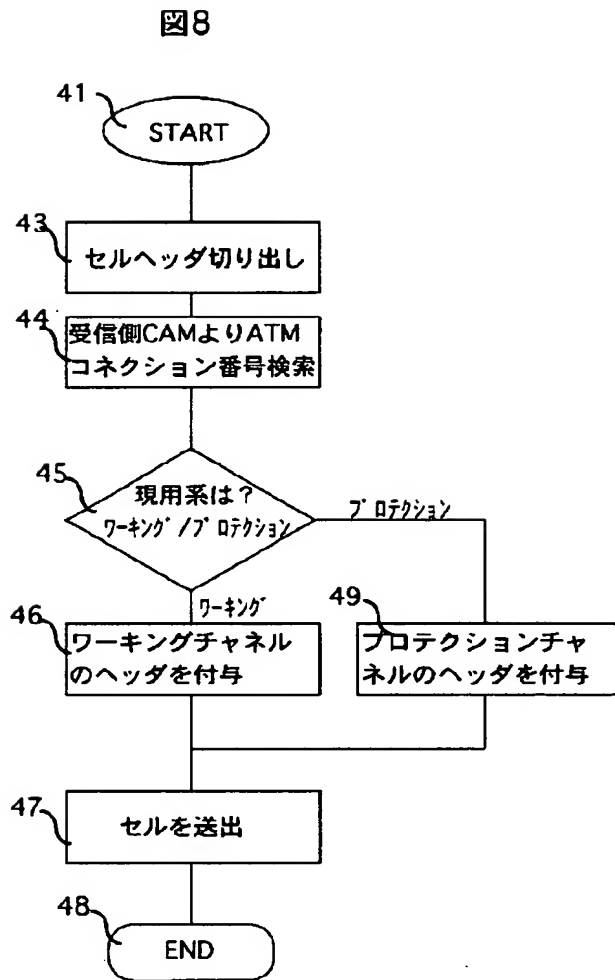 図8
41
START
43
セルヘッダ切り出し
44
受信側CAMよりATM
コネクション番号検索
45
現用系は？
ﾜｰｷﾝｸﾞ/ﾌﾟﾛﾃｸｼｮﾝ
ﾌﾟﾛﾃｸｼｮﾝ
ﾜｰｷﾝｸﾞ
46
ワーキングチャネル
のヘッダを付与
49
プロテクションチャ
ネルのヘッダを付与
47
セルを送出
48
END